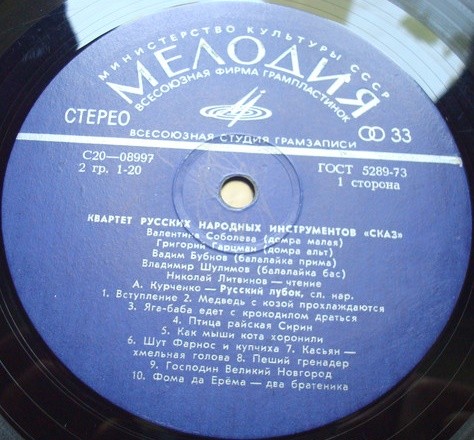 МИНИСТЕРСТВО КУЛЬТУРЫ СССР
МЕЛОДИЯ
ВСЕСОЮЗНАЯ ФИРМА ГРАМПЛАСТИНОК
СТЕРЕО
33
ВСЕСОЮЗНАЯ СТУДИЯ ГРАМЗАПИСИ
С20—08997
ГОСТ 5289-73
2 гр. 1-20
1 сторона
КВАРТЕТ РУССКИХ НАРОДНЫХ ИНСТРУМЕНТОВ «СКАЗ»
Валентина Соболева (домра малая)
Григорий Гарцман (домра альт)
Вадим Бубнов (балалайка прима)
Владимир Шулимов (балалайка бас)
Николай Литвинов — чтение
А. Курченко — Русский лубок, сл. нар.
1. Вступление 2. Медведь с козой прохлаждаются
3. Яга-баба едет с крокодилом драться
4. Птица райская Сирин
5. Как мыши кота хоронили
6. Шут Фарнос и купчиха 7. Касьян —
хмельная голова 8. Пеший гренадер
9. Господин Великий Новгород
10. Фома да Ерёма — два братеника